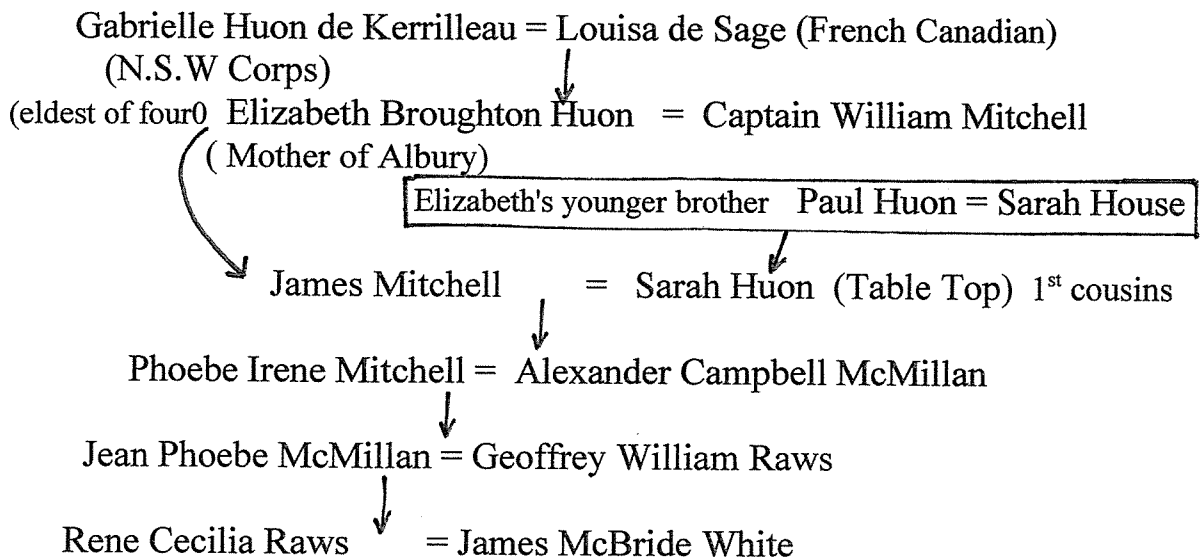 Gabrielle Huon de Kerrilleau = Louisa de Sage (French Canadian)
(N.S.W Corps)
(eldest of four0 Elizabeth Broughton Huon = Captain William Mitchell
( Mother of Albury)
Elizabeth's younger brother Paul Huon = Sarah House
James Mitchell = Sarah Huon (Table Top) 1st cousins
Phoebe Irene Mitchell = Alexander Campbell McMillan
Jean Phoebe McMillan = Geoffrey William Raws
Rene Cecilia Raws = James McBride White